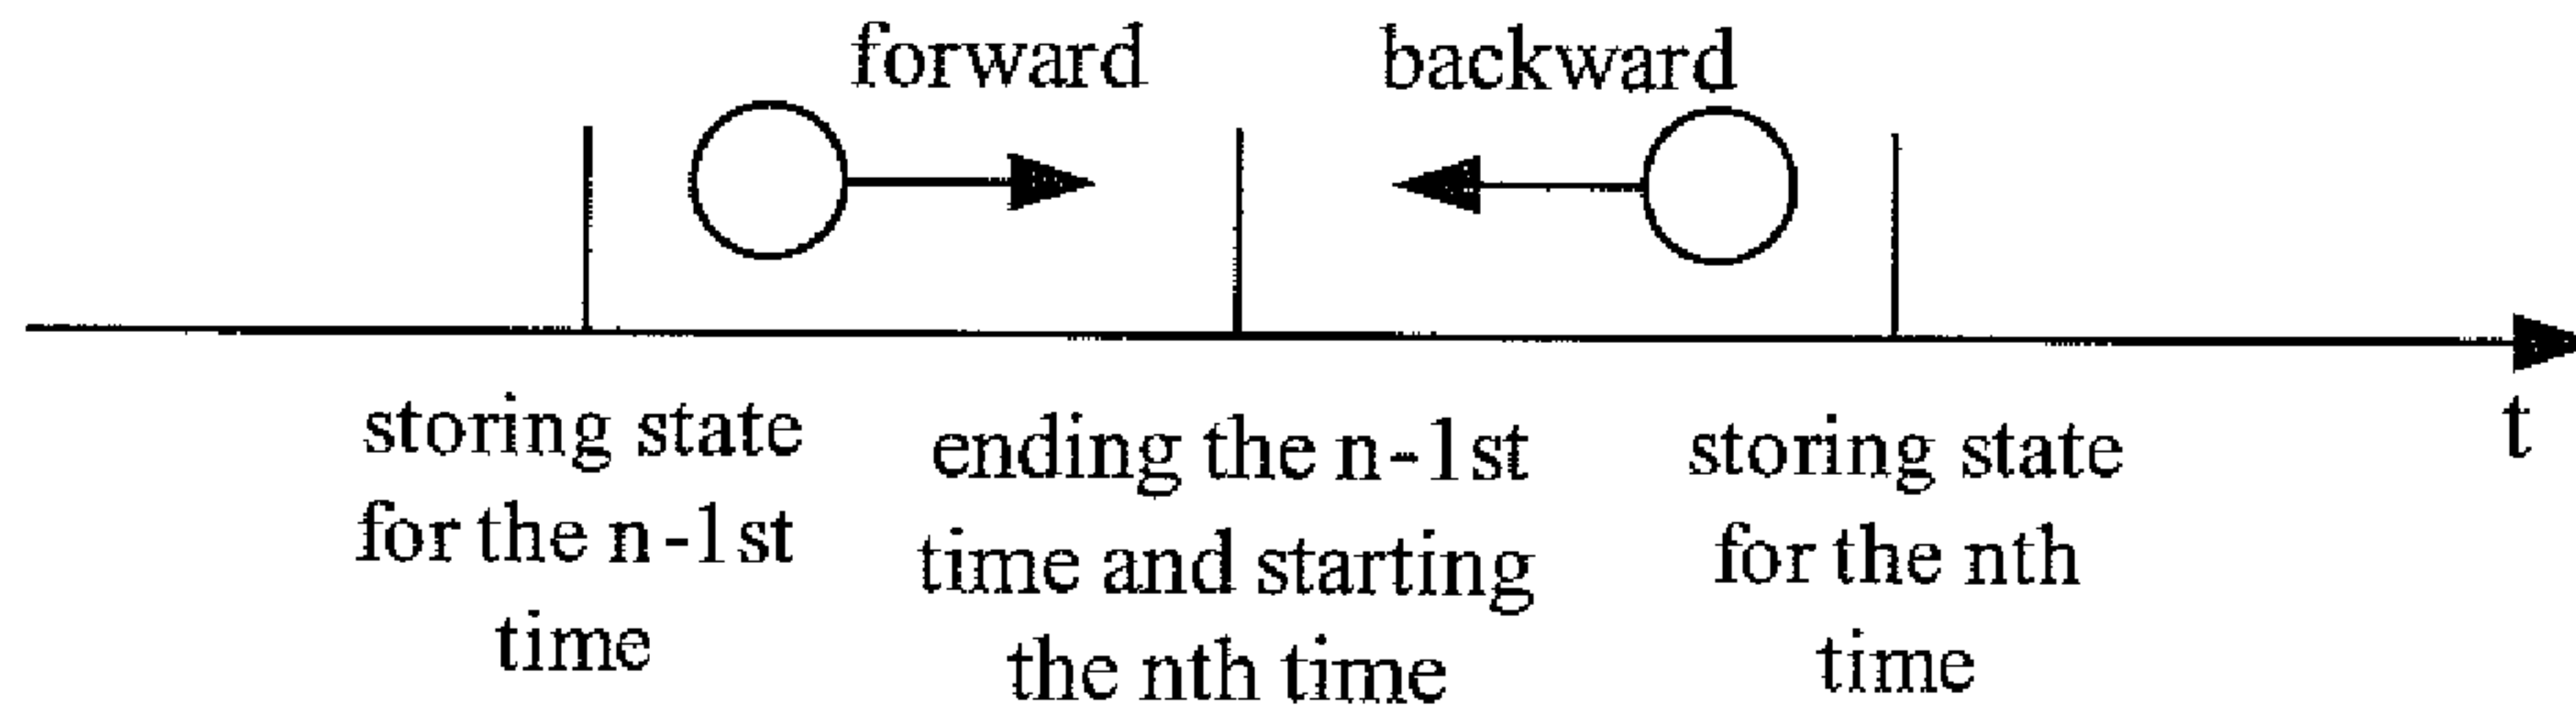 forward
backward
storing state
for the n-1st
time
ending the n-1st
time and starting
the nth time
storing state
for the nth
time
t